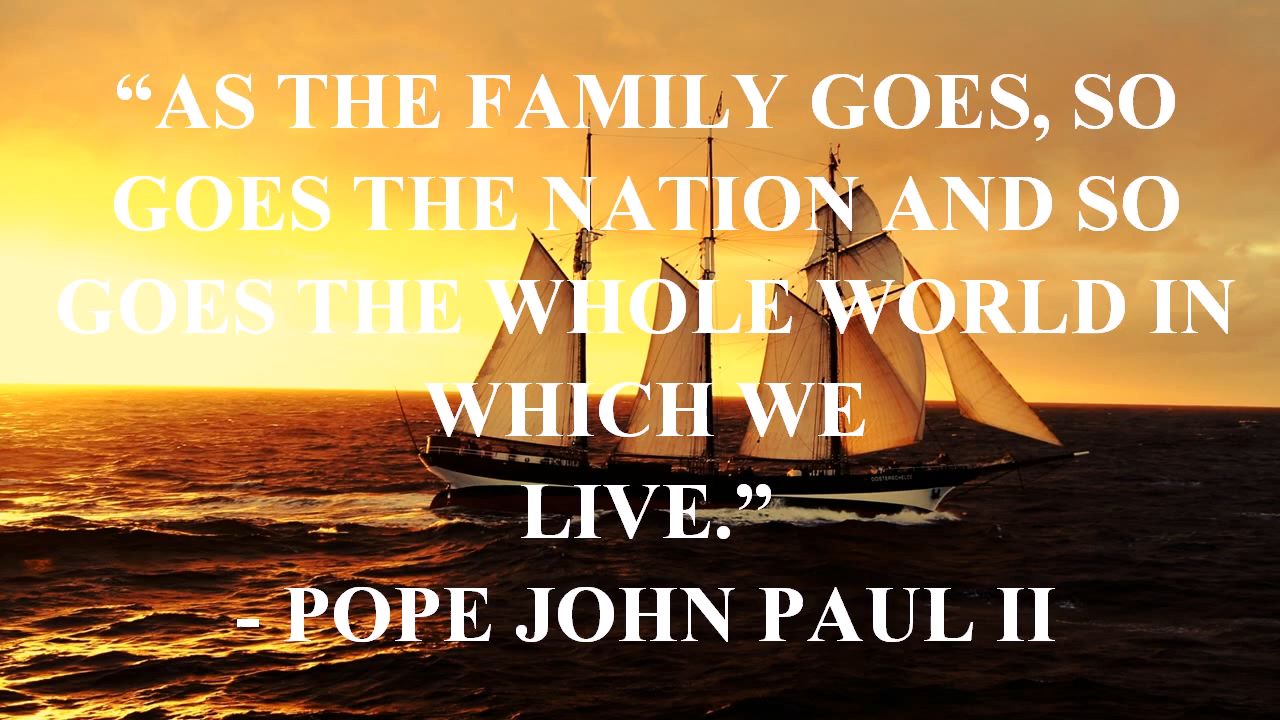 “AS THE FAMILY GOES, SO
GOES THE NATION AND SO
GOES THE WHOLE WORLD IN
WHICH WE
LIVE.”
- POPE JOHN PAUL II
OOSTERSCHELDE